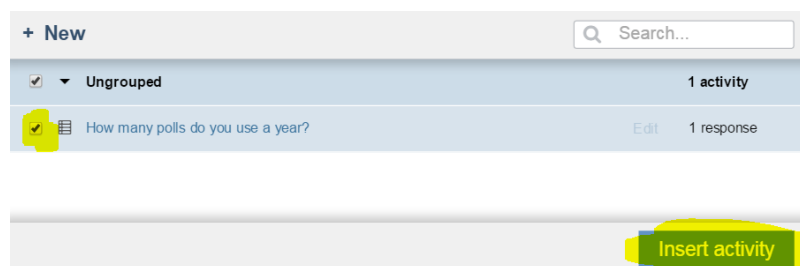 + New Search...
Ungrouped 1 activity
How many polls do you use a year? Edit 1 response
Insert activity